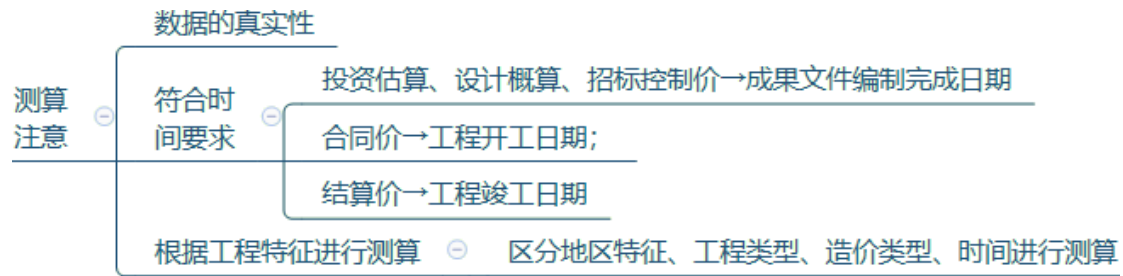 数据的真实性
测算
注意
符合时
间要求
投资估算、设计概算、招标控制价→成果文件编制完成日期
合同价→工程开工日期；
结算价→工程竣工日期
根据工程特征进行测算
区分地区特征、工程类型、造价类型、时间进行测算